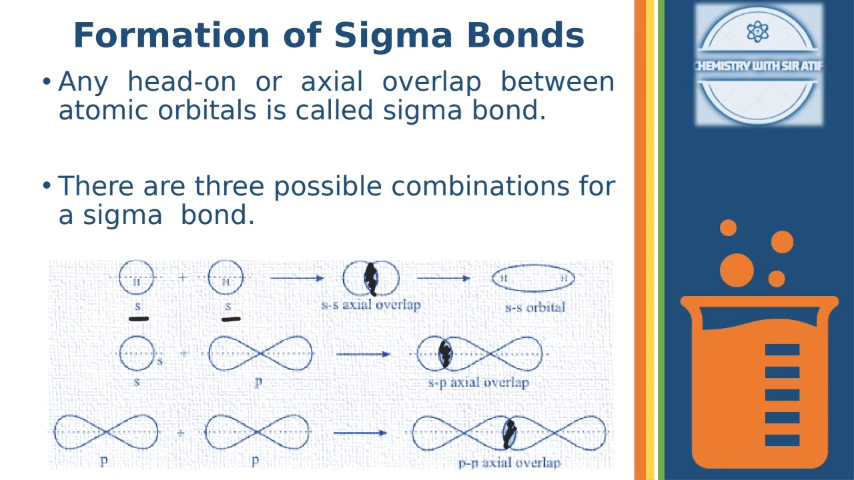 Formation of Sigma Bonds
CHEMISTRY WITH SIR ATIF
• Any head-on or axial overlap between
atomic orbitals is called sigma bond.
• There are three possible combinations for
a sigma bond.
H + H H H
s s s-s axial overlap s-s orbital
s +
s p s-p axial overlap
+
p p p-p axial overlap